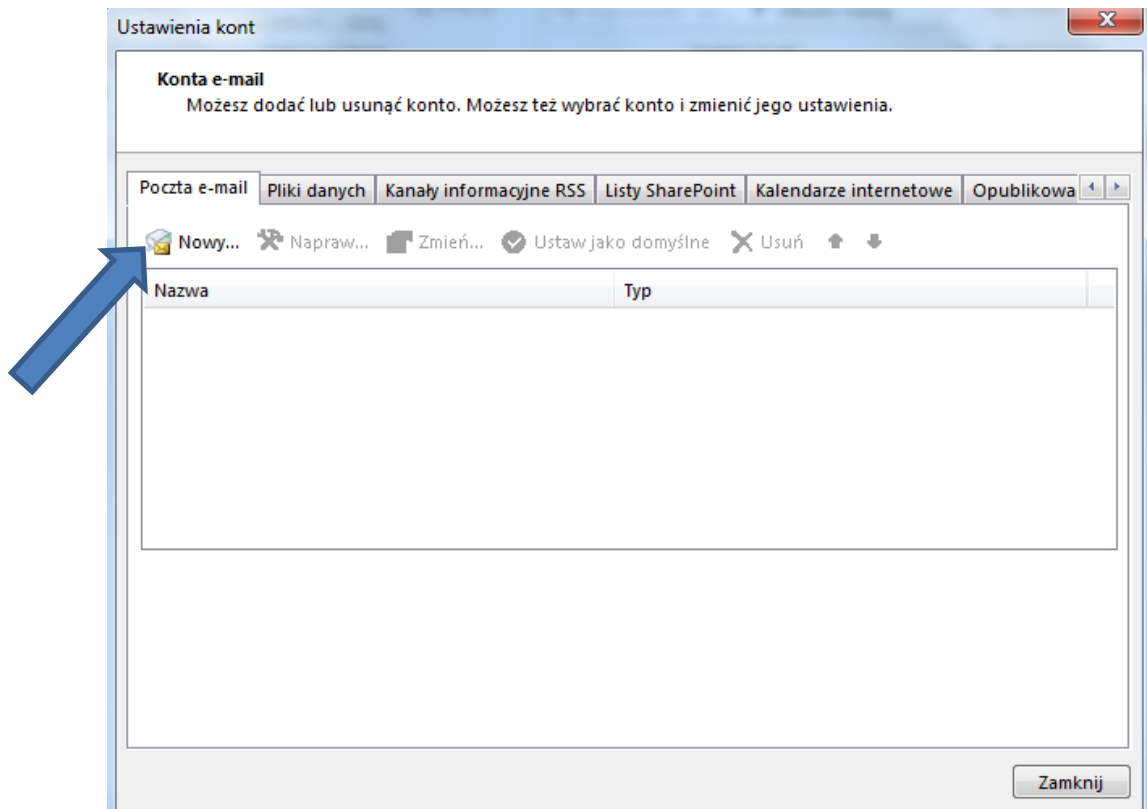 Ustawienia kont
Konta e-mail
Możesz dodać lub usunąć konto. Możesz też wybrać konto i zmienić jego ustawienia.
Poczta e-mail Pliki danych Kanały informacyjne RSS Listy SharePoint Kalendarze internetowe Opublikowa
Nowy... Napraw... Zmień... Ustaw jako domyślne Usuń
Nazwa Typ
Zamknij